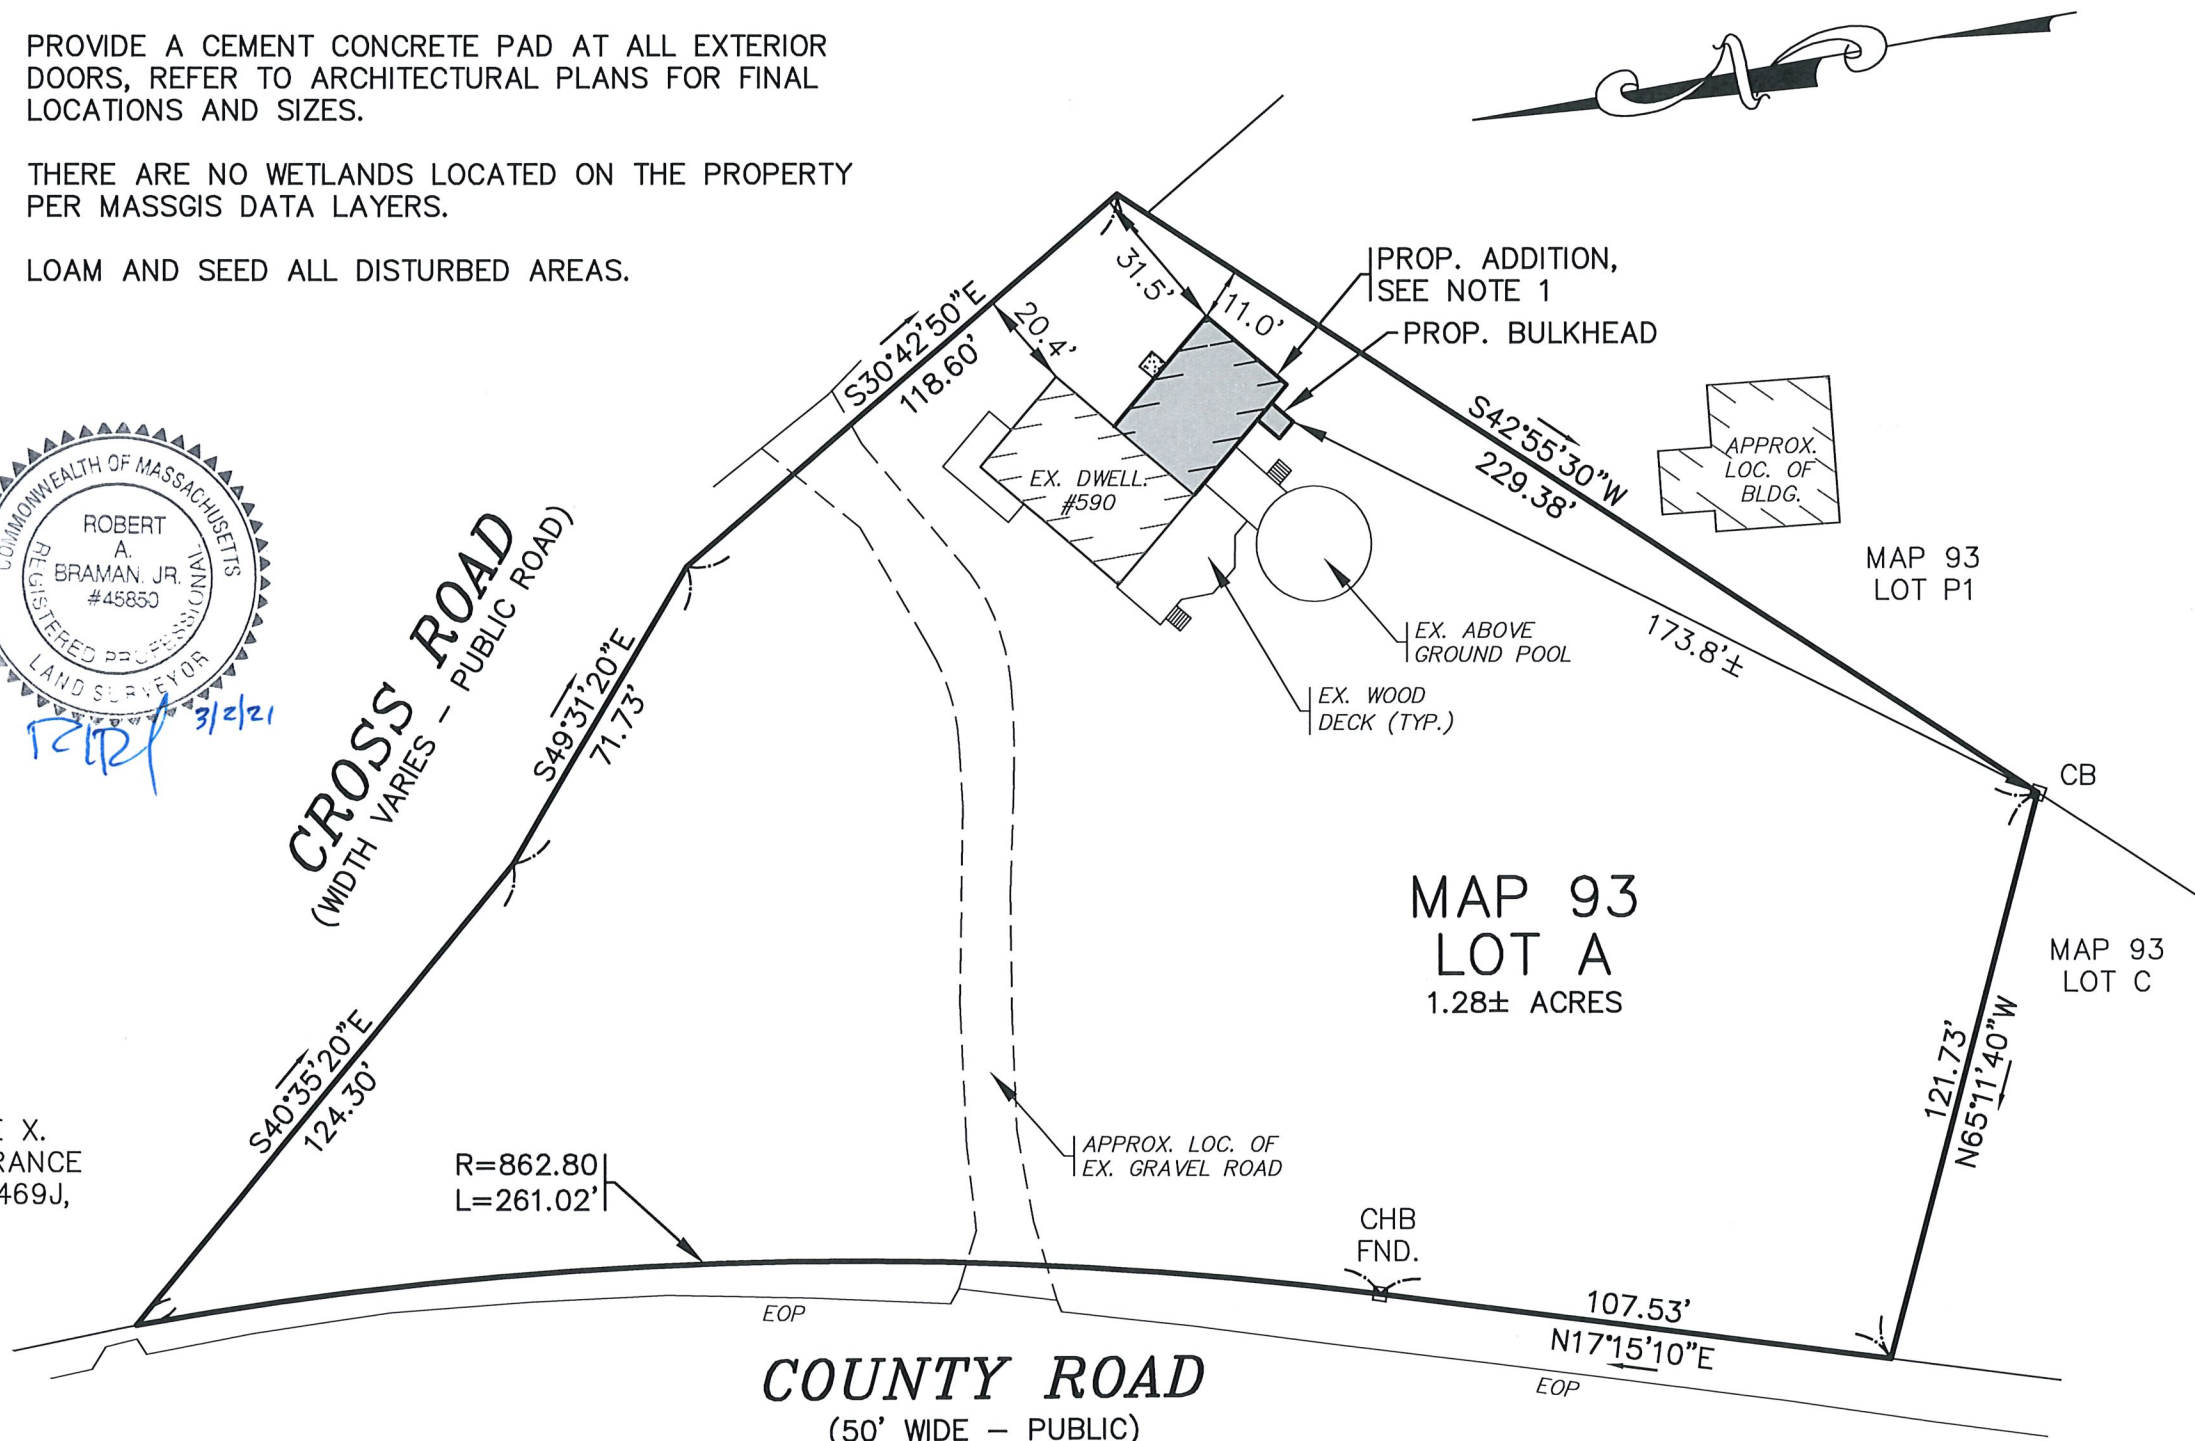 PROVIDE A CEMENT CONCRETE PAD AT ALL EXTERIOR
DOORS, REFER TO ARCHITECTURAL PLANS FOR FINAL
LOCATIONS AND SIZES.
THERE ARE NO WETLANDS LOCATED ON THE PROPERTY
PER MASSGIS DATA LAYERS.
LOAM AND SEED ALL DISTURBED AREAS.
N
31.5'
11.0'
20.4'
PROP. ADDITION,
SEE NOTE 1
PROP. BULKHEAD
S30°42'50"E
118.60'
S42°55'30"W
229.38'
APPROX.
LOC. OF
BLDG.
MAP 93
LOT P1
EX. DWELL.
#590
COMMONWEALTH OF MASSACHUSETTS
ROBERT
A.
BRAMAN, JR.
#45850
REGISTERED PROFESSIONAL
LAND SURVEYOR
3/2/21
CROSS ROAD
(WIDTH VARIES – PUBLIC ROAD)
S49°31'20"E
71.73'
EX. ABOVE
GROUND POOL
EX. WOOD
DECK (TYP.)
173.8'±
CB
MAP 93
LOT A
1.28± ACRES
MAP 93
LOT C
121.73'
N65°11'40"W
S40°35'20"E
124.30'
X.
469J,
R=862.80
L=261.02'
APPROX. LOC. OF
EX. GRAVEL ROAD
CHB
FND.
107.53'
N17°15'10"E
EOP
EOP
COUNTY ROAD
(50' WIDE – PUBLIC)